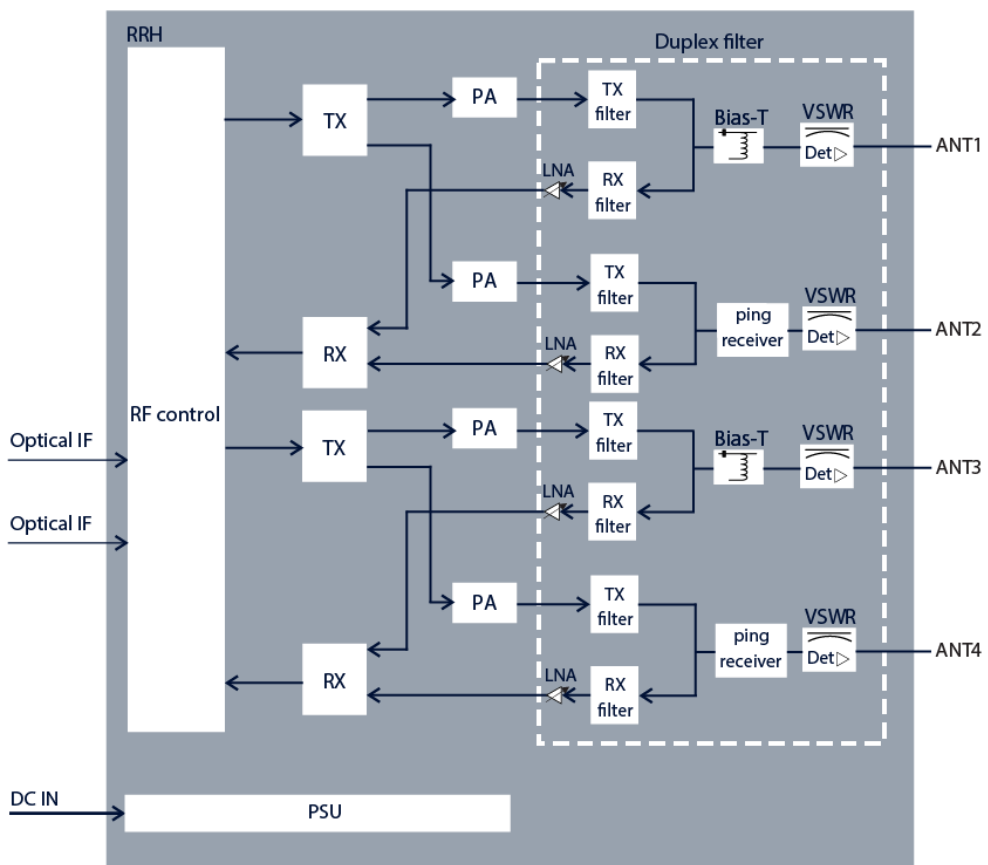 RRH
Duplex filter
TX
PA
TX
filter
Bias-T
VSWR
Det
ANT1
LNA
RX
filter
PA
TX
filter
ping
receiver
VSWR
Det
ANT2
RX
LNA
RX
filter
RF control
Optical IF
Optical IF
TX
PA
TX
filter
Bias-T
VSWR
Det
ANT3
LNA
RX
filter
PA
TX
filter
ping
receiver
VSWR
Det
ANT4
RX
LNA
RX
filter
DC IN
PSU